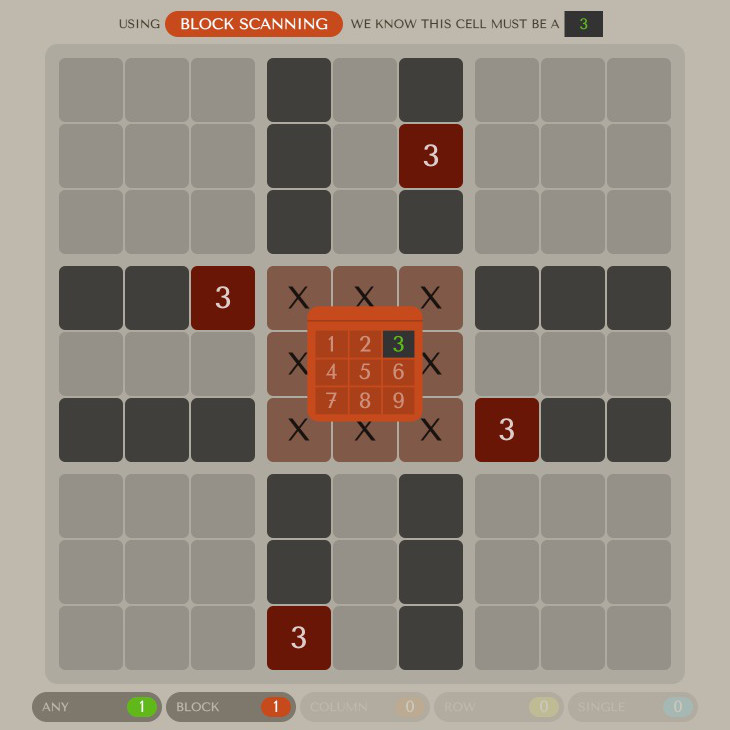 USING BLOCK SCANNING WE KNOW THIS CELL MUST BE A 3
3
3 X X X
X 1 2 3 X
4 5 6
7 8 9
X X X 3
3
ANY 1 BLOCK 1 COLUMN 0 ROW 0 SINGLE 0